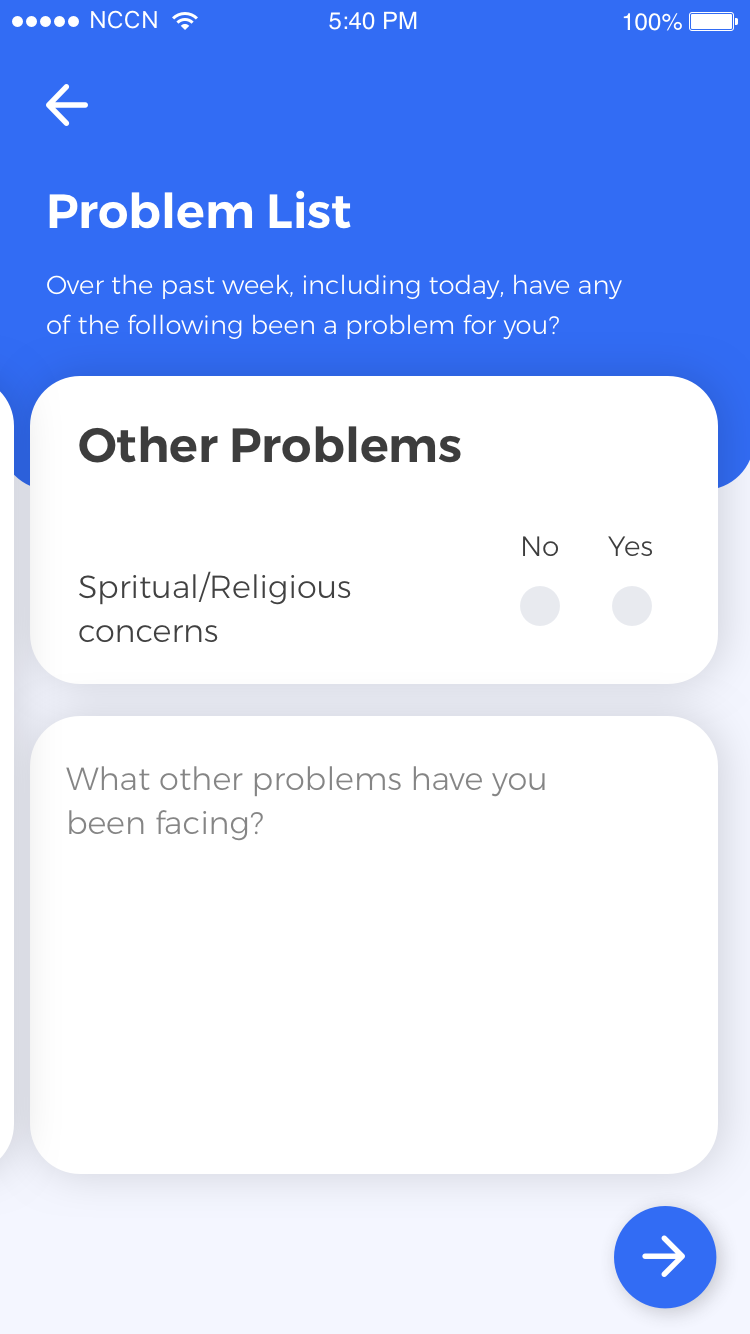 NCCN 5:40 PM 100%
Problem List
Over the past week, including today, have any
of the following been a problem for you?
Other Problems
No Yes
Spritual/Religious
concerns
What other problems have you
been facing?